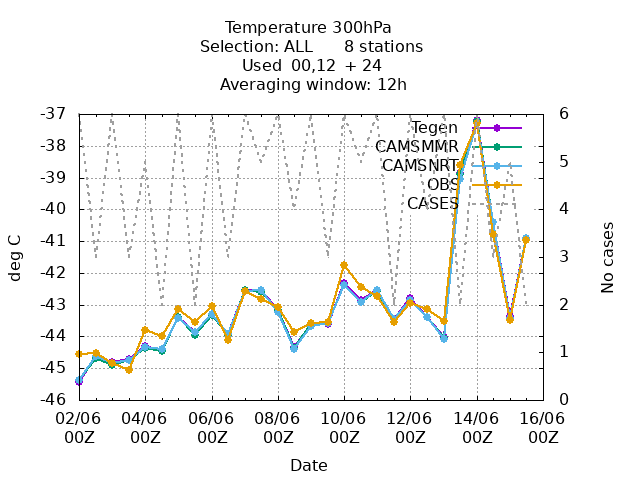 Temperature 300hPa
Selection: ALL 8 stations
Used 00,12 + 24
Averaging window: 12h
-37
-38
-39
-40
-41
-42
-43
-44
-45
-46
deg C
6
5
4
3
2
1
0
No cases
Tegen
CAMSMMR
CAMSNRT
OBS
CASES
02/06 04/06 06/06 08/06 10/06 12/06 14/06 16/06
00Z 00Z 00Z 00Z 00Z 00Z 00Z 00Z
Date